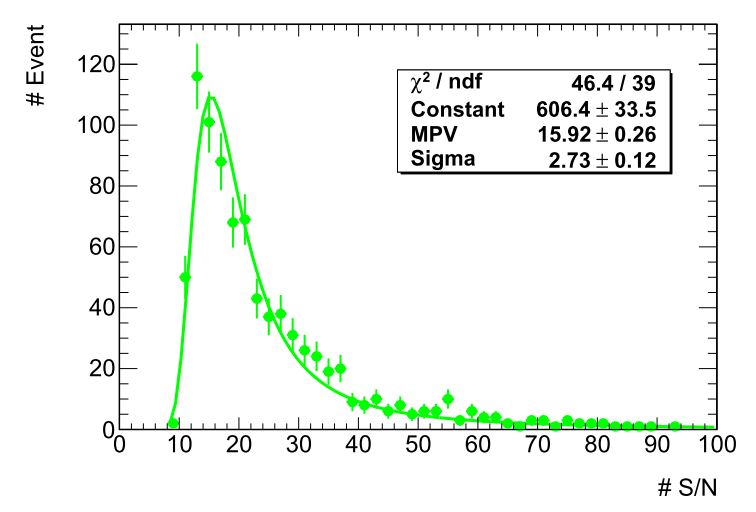 # Event
120
100
80
60
40
20
0
χ² / ndf 46.4 / 39
Constant 606.4 ± 33.5
MPV 15.92 ± 0.26
Sigma 2.73 ± 0.12
0 10 20 30 40 50 60 70 80 90 100
# S/N